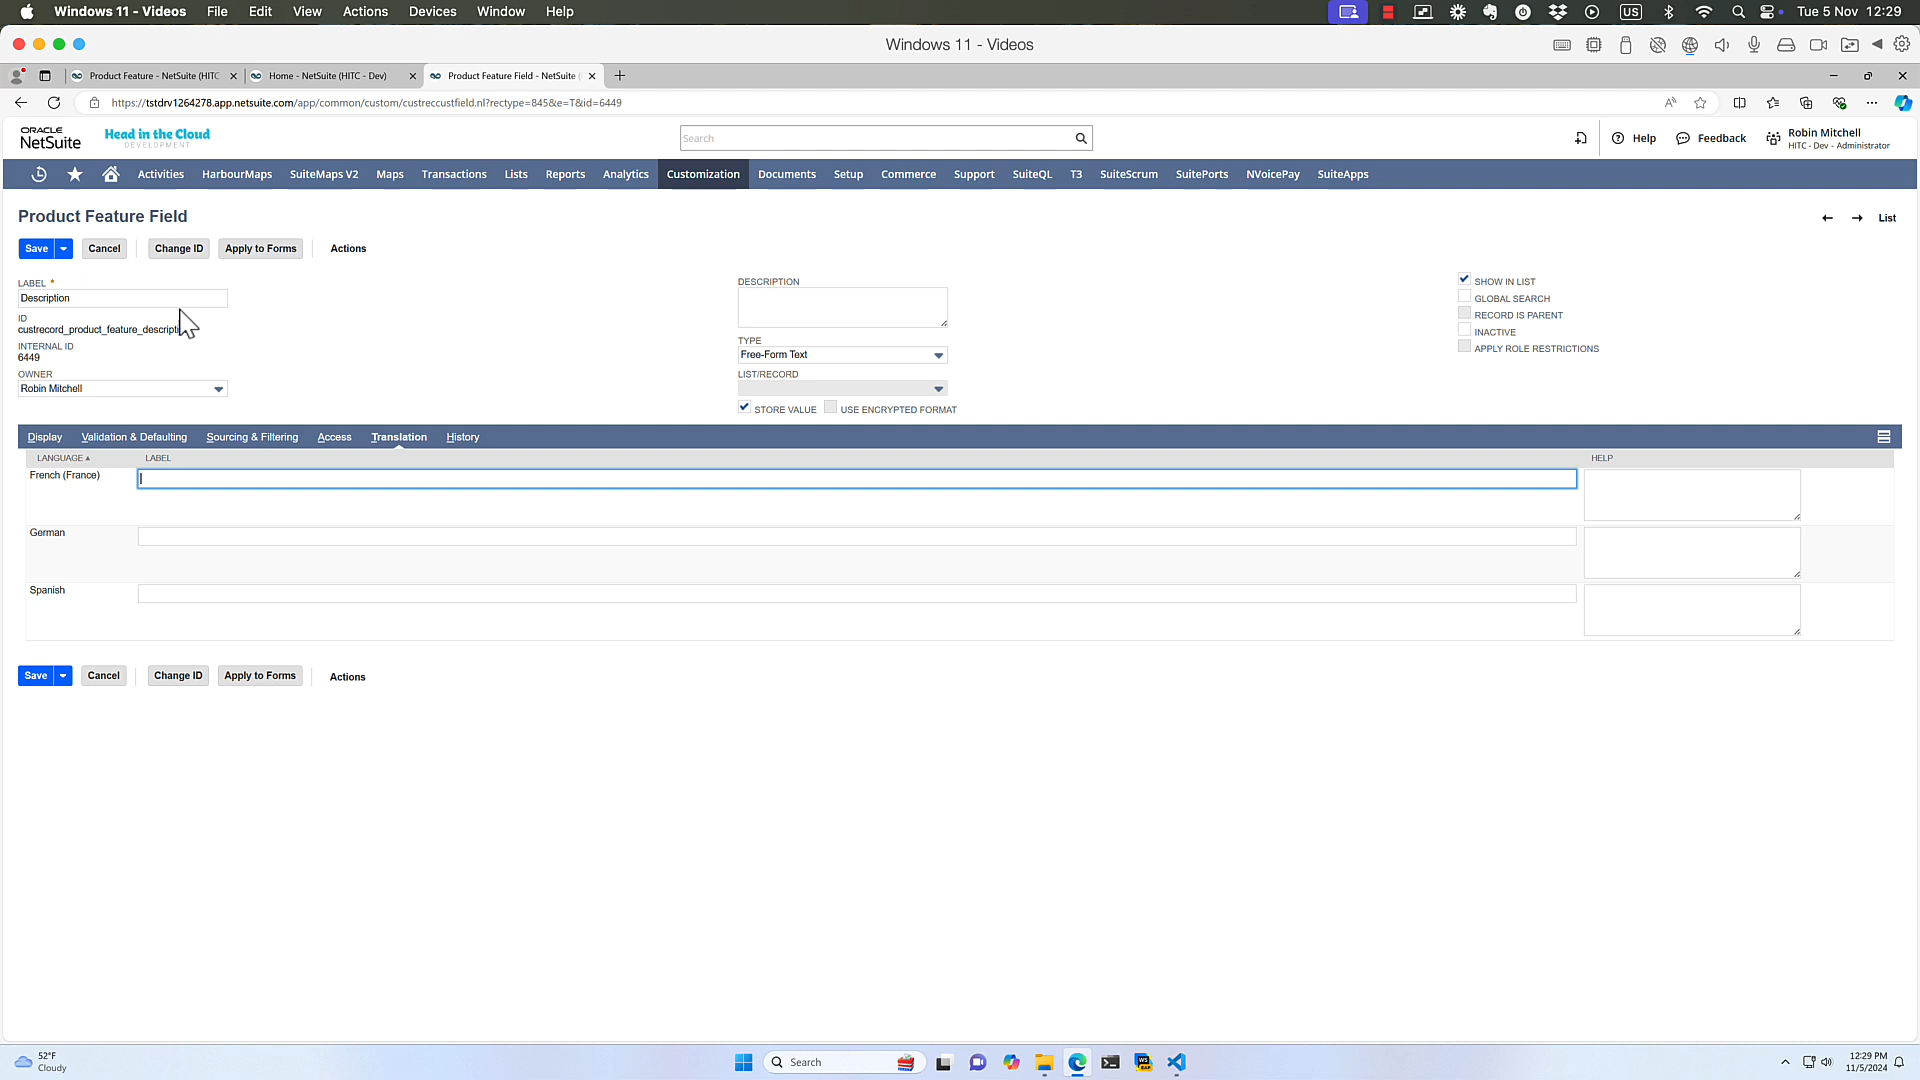 Windows 11 - Videos File Edit View Actions Devices Window Help US Tue 5 Nov 12:29
Windows 11 - Videos
Product Feature - NetSuite (HITC Home - NetSuite (HITC - Dev) Product Feature Field - NetSuite (
https://tstdrv1264278.app.netsuite.com/app/common/custom/custreccustfield.nl?rectype=845&e=T&id=6449
ORACLE
NetSuite
Head in the Cloud
DEVELOPMENT
Search
Help
Feedback
Robin Mitchell
HITC - Dev - Administrator
Activities HarbourMaps SuiteMaps V2 Maps Transactions Lists Reports Analytics Customization Documents Setup Commerce Support SuiteQL T3 SuiteScrum SuitePorts NVoicePay SuiteApps
Product Feature Field
List
Save Cancel Change ID Apply to Forms Actions
LABEL *
Description
ID
custrecord_product_feature_descripti
INTERNAL ID
6449
OWNER
Robin Mitchell
DESCRIPTION
TYPE
Free-Form Text
LIST/RECORD
STORE VALUE USE ENCRYPTED FORMAT
SHOW IN LIST
GLOBAL SEARCH
RECORD IS PARENT
INACTIVE
APPLY ROLE RESTRICTIONS
Display Validation & Defaulting Sourcing & Filtering Access Translation History
LANGUAGE LABEL HELP
French (France)
German
Spanish
Save Cancel Change ID Apply to Forms Actions
52°F
Cloudy
Search
12:29 PM
11/5/2024